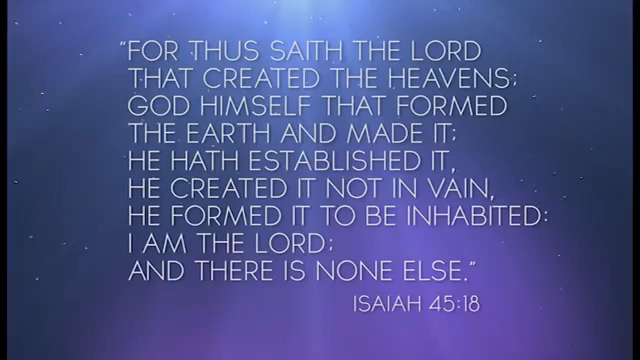 "FOR THUS SAITH THE LORD
THAT CREATED THE HEAVENS;
GOD HIMSELF THAT FORMED
THE EARTH AND MADE IT;
HE HATH ESTABLISHED IT,
HE CREATED IT NOT IN VAIN,
HE FORMED IT TO BE INHABITED:
I AM THE LORD;
AND THERE IS NONE ELSE."
ISAIAH 45:18